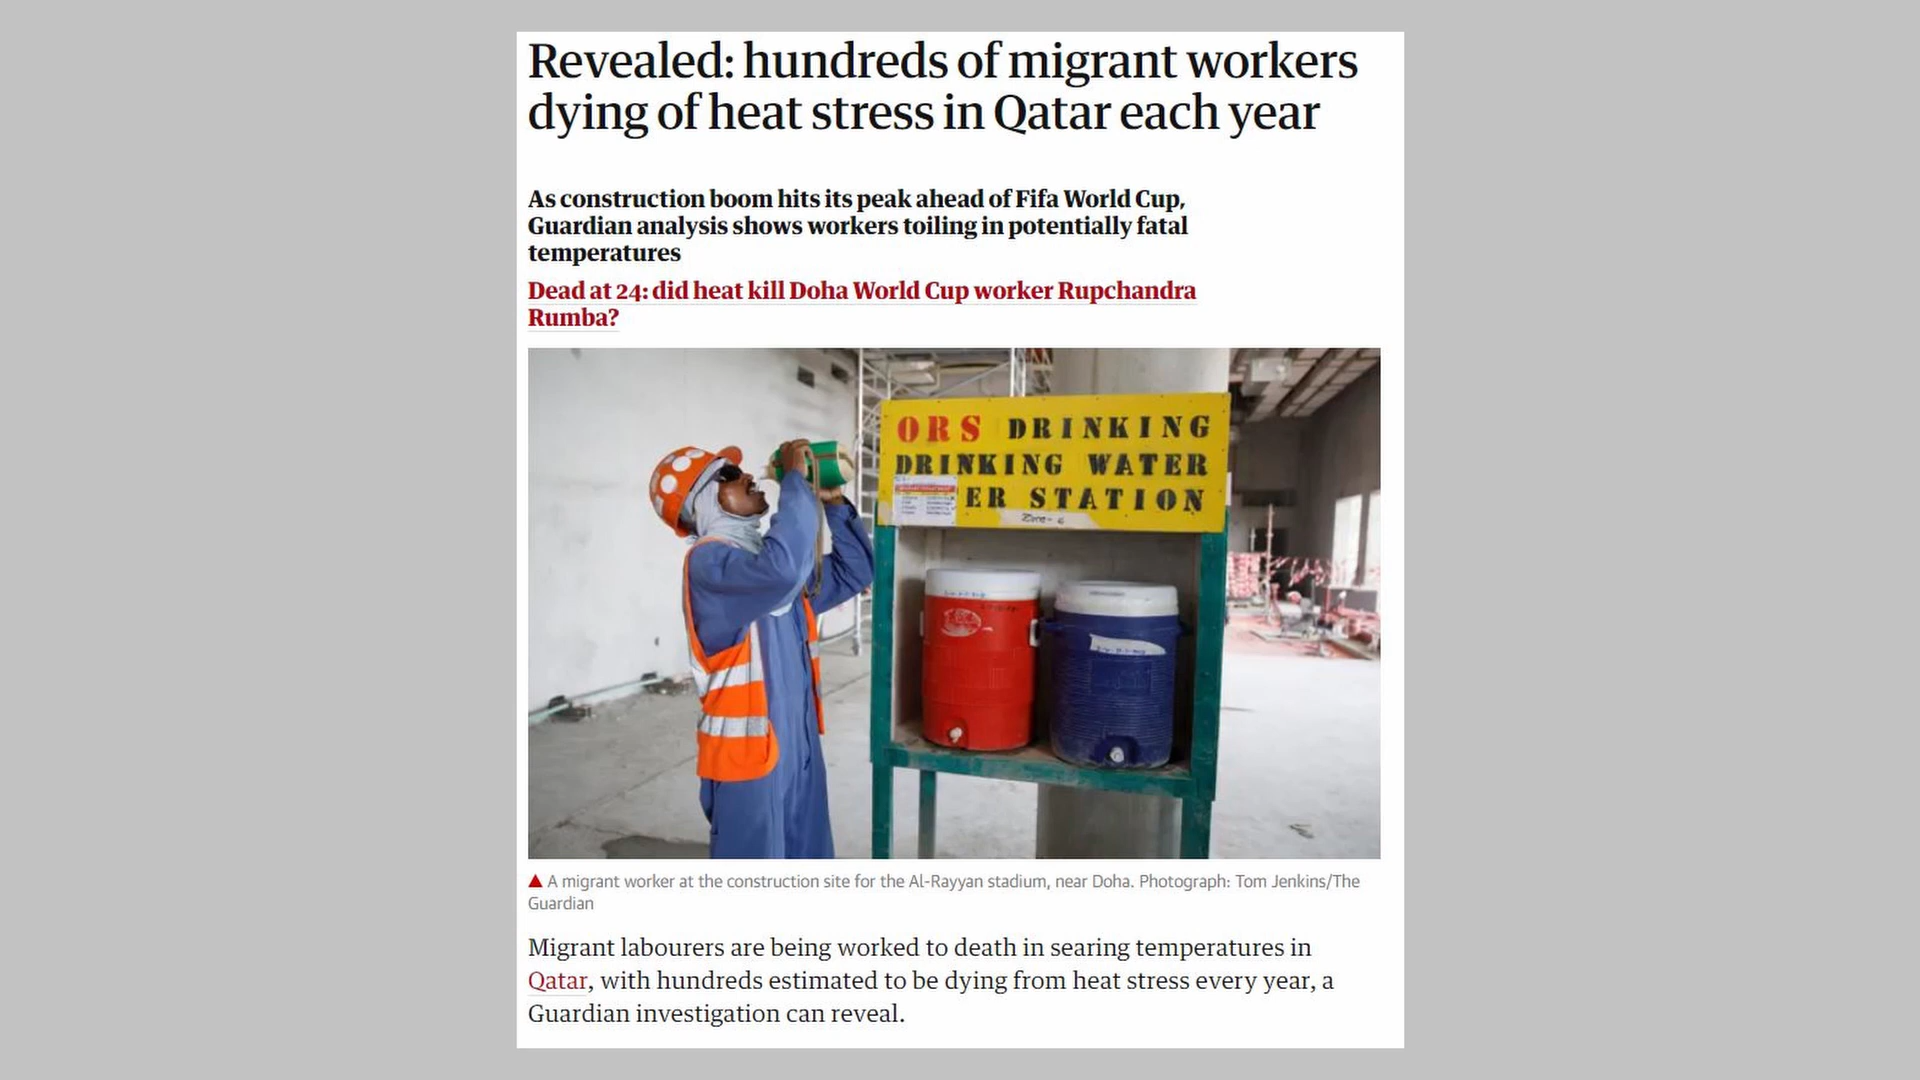 Revealed: hundreds of migrant workers
dying of heat stress in Qatar each year
As construction boom hits its peak ahead of Fifa World Cup,
Guardian analysis shows workers toiling in potentially fatal
temperatures
Dead at 24: did heat kill Doha World Cup worker Rupchandra
Rumba?
ORS DRINKING
DRINKING WATER
ER STATION
▲ A migrant worker at the construction site for the Al-Rayyan stadium, near Doha. Photograph: Tom Jenkins/The
Guardian
Migrant labourers are being worked to death in searing temperatures in
Qatar, with hundreds estimated to be dying from heat stress every year, a
Guardian investigation can reveal.